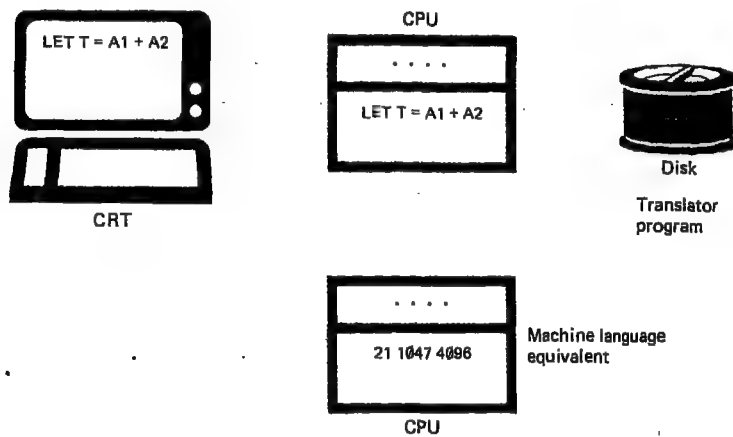 LET T = A1 + A2
CRT
CPU
. . . .
LET T = A1 + A2
Disk
Translator
program
. . . .
21 1047 4096
Machine language
equivalent
CPU